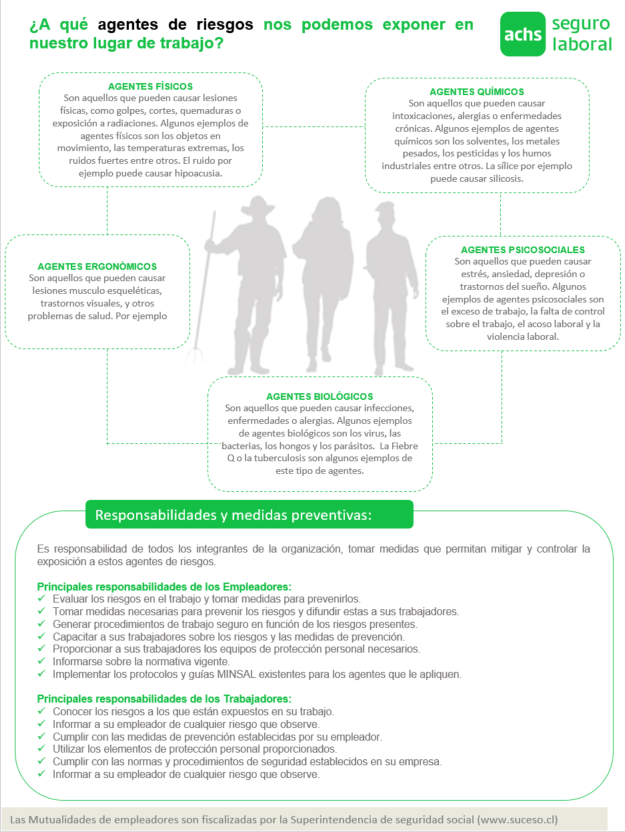 ¿A qué agentes de riesgos nos podemos exponer en
nuestro lugar de trabajo?
achs
seguro
laboral
AGENTES FÍSICOS
Son aquellos que pueden causar lesiones
físicas, como golpes, cortes, quemaduras o
exposición a radiaciones. Algunos ejemplos de
agentes físicos son los objetos en
movimiento, las temperaturas extremas, los
ruidos fuertes entre otros. El ruido por
ejemplo puede causar hipoacusia.
AGENTES QUÍMICOS
Son aquellos que pueden causar
intoxicaciones, alergias o enfermedades
crónicas. Algunos ejemplos de agentes
químicos son los solventes, los metales
pesados, los pesticidas y los humos
industriales entre otros. La sílice por ejemplo
puede causar silicosis.
AGENTES ERGONÓMICOS
Son aquellos que pueden causar
lesiones musculo esqueléticas,
trastornos visuales, y otros
problemas de salud. Por ejemplo
AGENTES PSICOSOCIALES
Son aquellos que pueden causar
estrés, ansiedad, depresión o
trastornos del sueño. Algunos
ejemplos de agentes psicosociales son
el exceso de trabajo, la falta de control
sobre el trabajo, el acoso laboral y la
violencia laboral.
AGENTES BIOLÓGICOS
Son aquellos que pueden causar infecciones,
enfermedades o alergias. Algunos ejemplos
de agentes biológicos son los virus, las
bacterias, los hongos y los parásitos. La Fiebre
Q o la tuberculosis son algunos ejemplos de
este tipo de agentes.
Responsabilidades y medidas preventivas:
Es responsabilidad de todos los integrantes de la organización, tomar medidas que permitan mitigar y controlar la
exposición a estos agentes de riesgos.
Principales responsabilidades de los Empleadores:
✓ Evaluar los riesgos en el trabajo y tomar medidas para prevenirlos.
✓ Tomar medidas necesarias para prevenir los riesgos y difundir estas a sus trabajadores.
✓ Generar procedimientos de trabajo seguro en función de los riesgos presentes.
✓ Capacitar a sus trabajadores sobre los riesgos y las medidas de prevención.
✓ Proporcionar a sus trabajadores los equipos de protección personal necesarios.
✓ Informarse sobre la normativa vigente.
✓ Implementar los protocolos y guías MINSAL existentes para los agentes que le apliquen.
Principales responsabilidades de los Trabajadores:
✓ Conocer los riesgos a los que están expuestos en su trabajo.
✓ Informar a su empleador de cualquier riesgo que observe.
✓ Cumplir con las medidas de prevención establecidas por su empleador.
✓ Utilizar los elementos de protección personal proporcionados.
✓ Cumplir con las normas y procedimientos de seguridad establecidos en su empresa.
✓ Informar a su empleador de cualquier riesgo que observe.
Las Mutualidades de empleadores son fiscalizadas por la Superintendencia de seguridad social (www.suceso.cl)